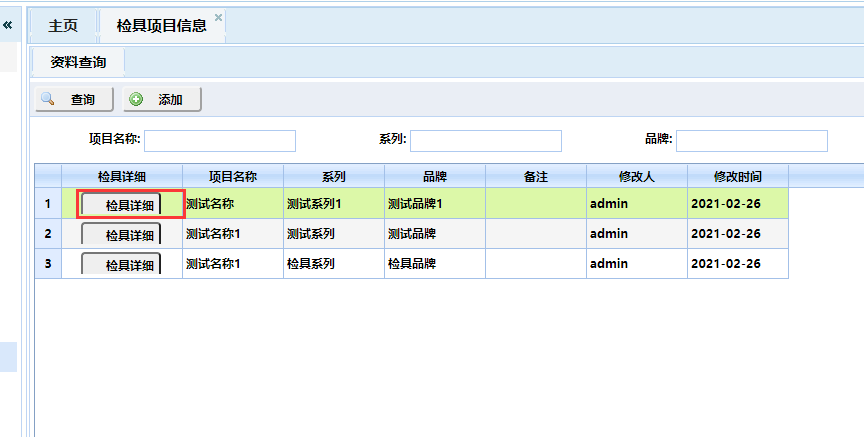 «
主页 检具项目信息
资料查询
查询 添加
项目名称: 系列: 品牌:
检具详细 项目名称 系列 品牌 备注 修改人 修改时间
1 检具详细 测试名称 测试系列1 测试品牌1 admin 2021-02-26
2 检具详细 测试名称1 测试系列 测试品牌 admin 2021-02-26
3 检具详细 测试名称1 检具系列 检具品牌 admin 2021-02-26